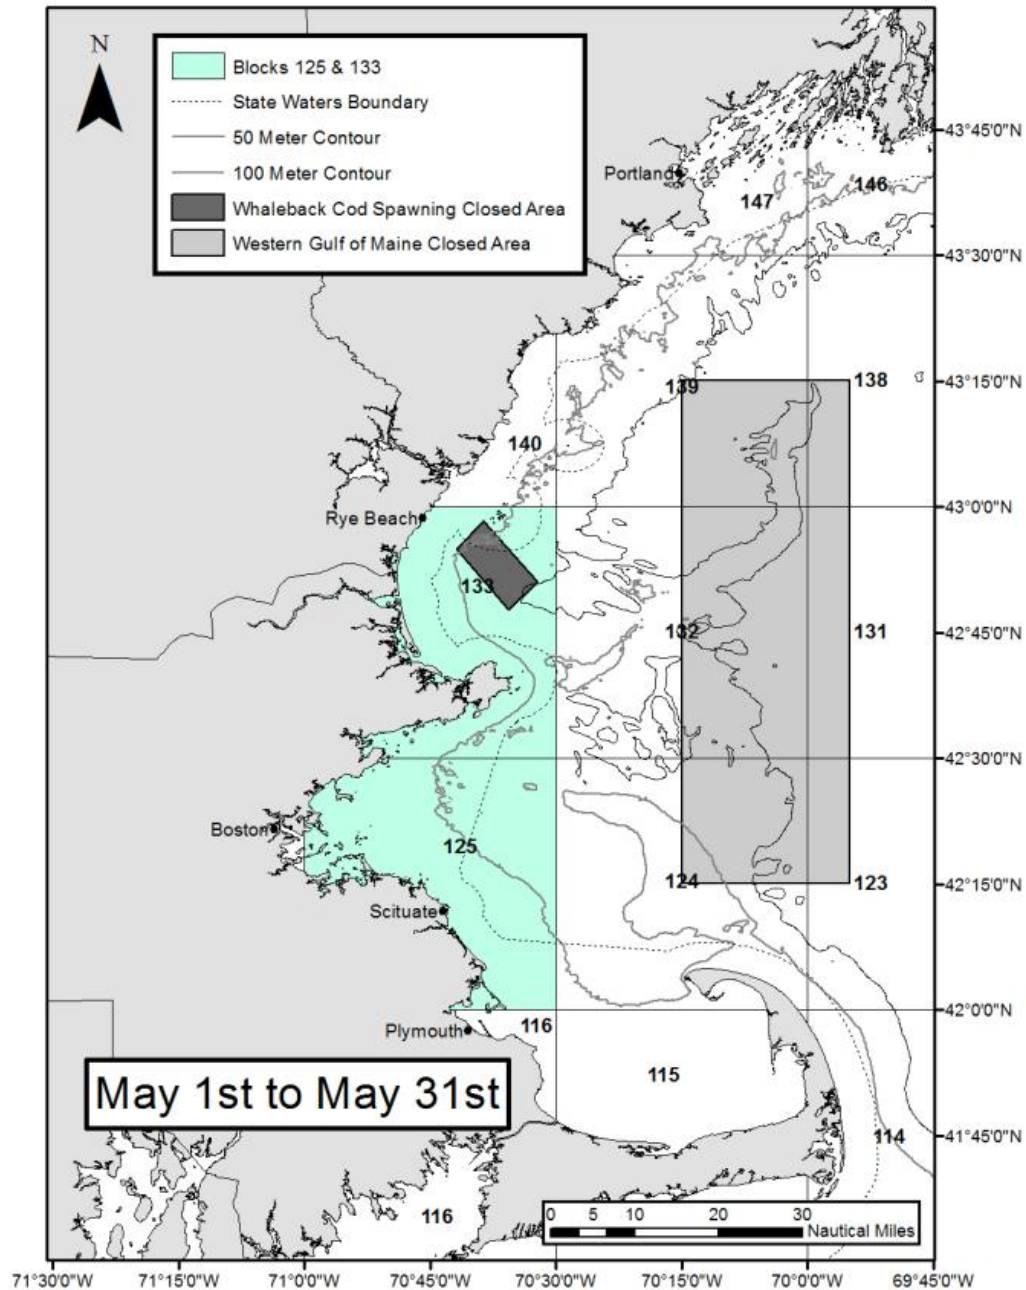 N
Blocks 125 & 133
State Waters Boundary
50 Meter Contour
100 Meter Contour
Whaleback Cod Spawning Closed Area
Western Gulf of Maine Closed Area
43°45'0"N
Portland
146
147
43°30'0"N
139
138
43°15'0"N
140
Rye Beach
43°0'0"N
133
132
131
42°45'0"N
42°30'0"N
Boston
125
124
123
42°15'0"N
Scituate
42°0'0"N
Plymouth
116
115
May 1st to May 31st
114
41°45'0"N
116
0 5 10 20 30
Nautical Miles
71°30'0"W 71°15'0"W 71°0'0"W 70°45'0"W 70°30'0"W 70°15'0"W 70°0'0"W 69°45'0"W